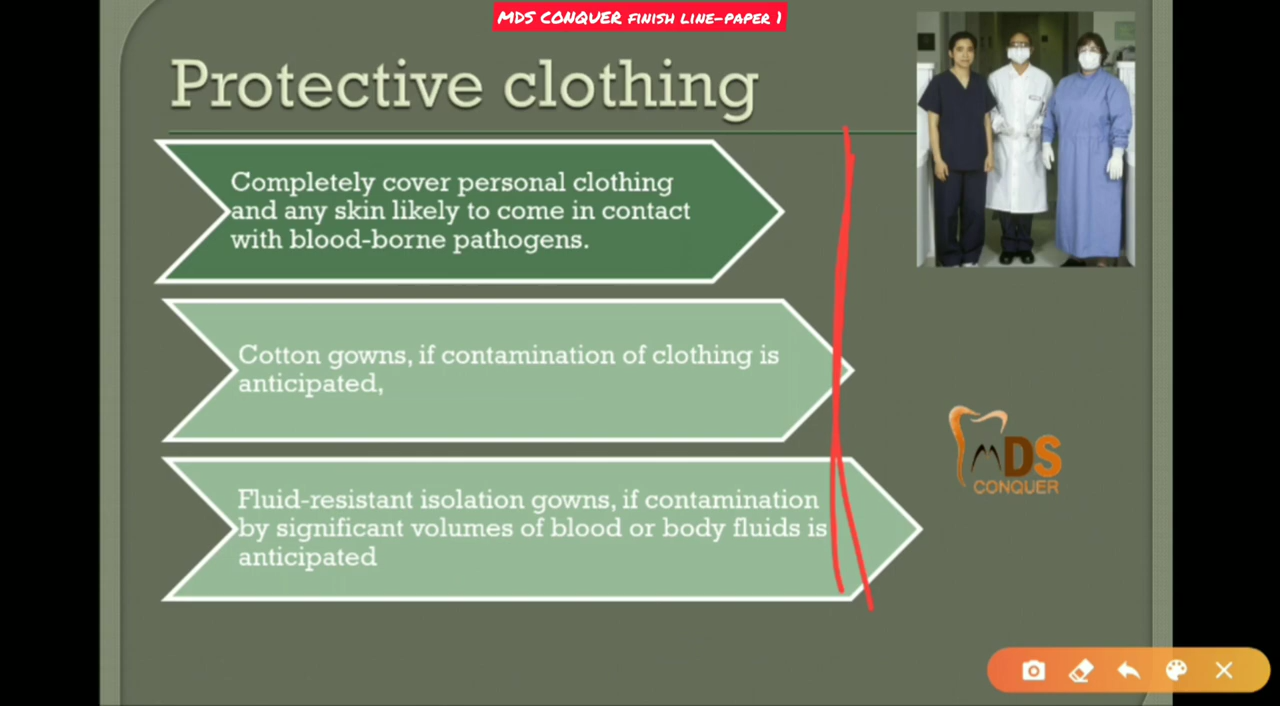 MDS CONQUER FINISH LINE-PAPER 1
Protective clothing
Completely cover personal clothing
and any skin likely to come in contact
with blood-borne pathogens.
Cotton gowns, if contamination of clothing is
anticipated,
Fluid-resistant isolation gowns, if contamination
by significant volumes of blood or body fluids is
anticipated
MDS
CONQUER